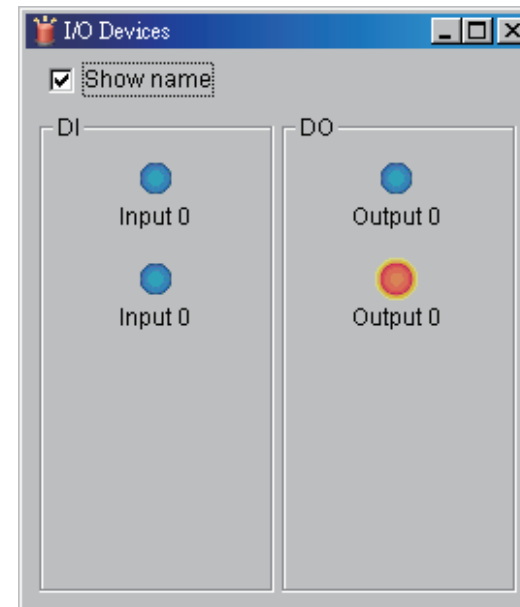 I/O Devices
Show name
DI
Input 0
Input 0
DO
Output 0
Output 0